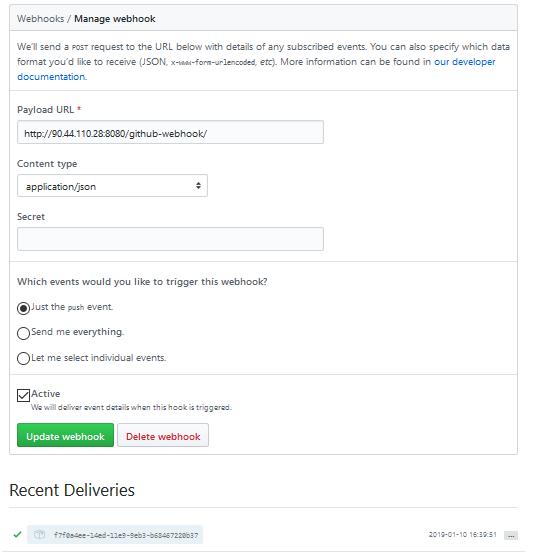 Webhooks / Manage webhook
We'll send a POST request to the URL below with details of any subscribed events. You can also specify which data
format you'd like to receive (JSON, x-www-form-urlencoded, etc). More information can be found in our developer
documentation.
Payload URL *
http://90.44.110.28:8080/github-webhook/
Content type
application/json
Secret
Which events would you like to trigger this webhook?
Just the push event.
Send me everything.
Let me select individual events.
Active
We will deliver event details when this hook is triggered.
Update webhook
Delete webhook
Recent Deliveries
f7f0a4ee-14ed-11e9-9eb3-b68467220b37
2019-01-10 16:39:51
...